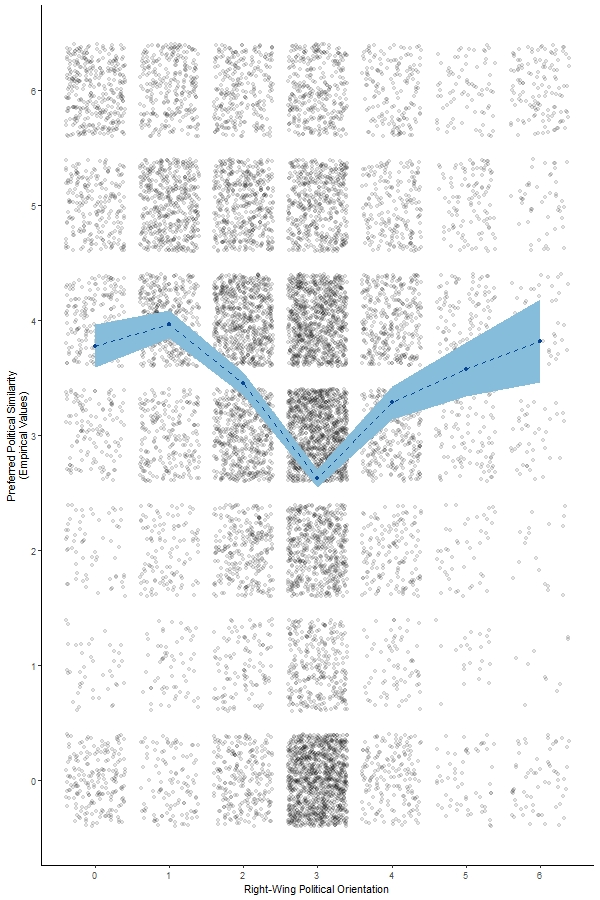 6
5
4
3
2
1
0
Preferred Political Similarity
(Empirical Values)
0 1 2 3 4 5 6
Right-Wing Political Orientation